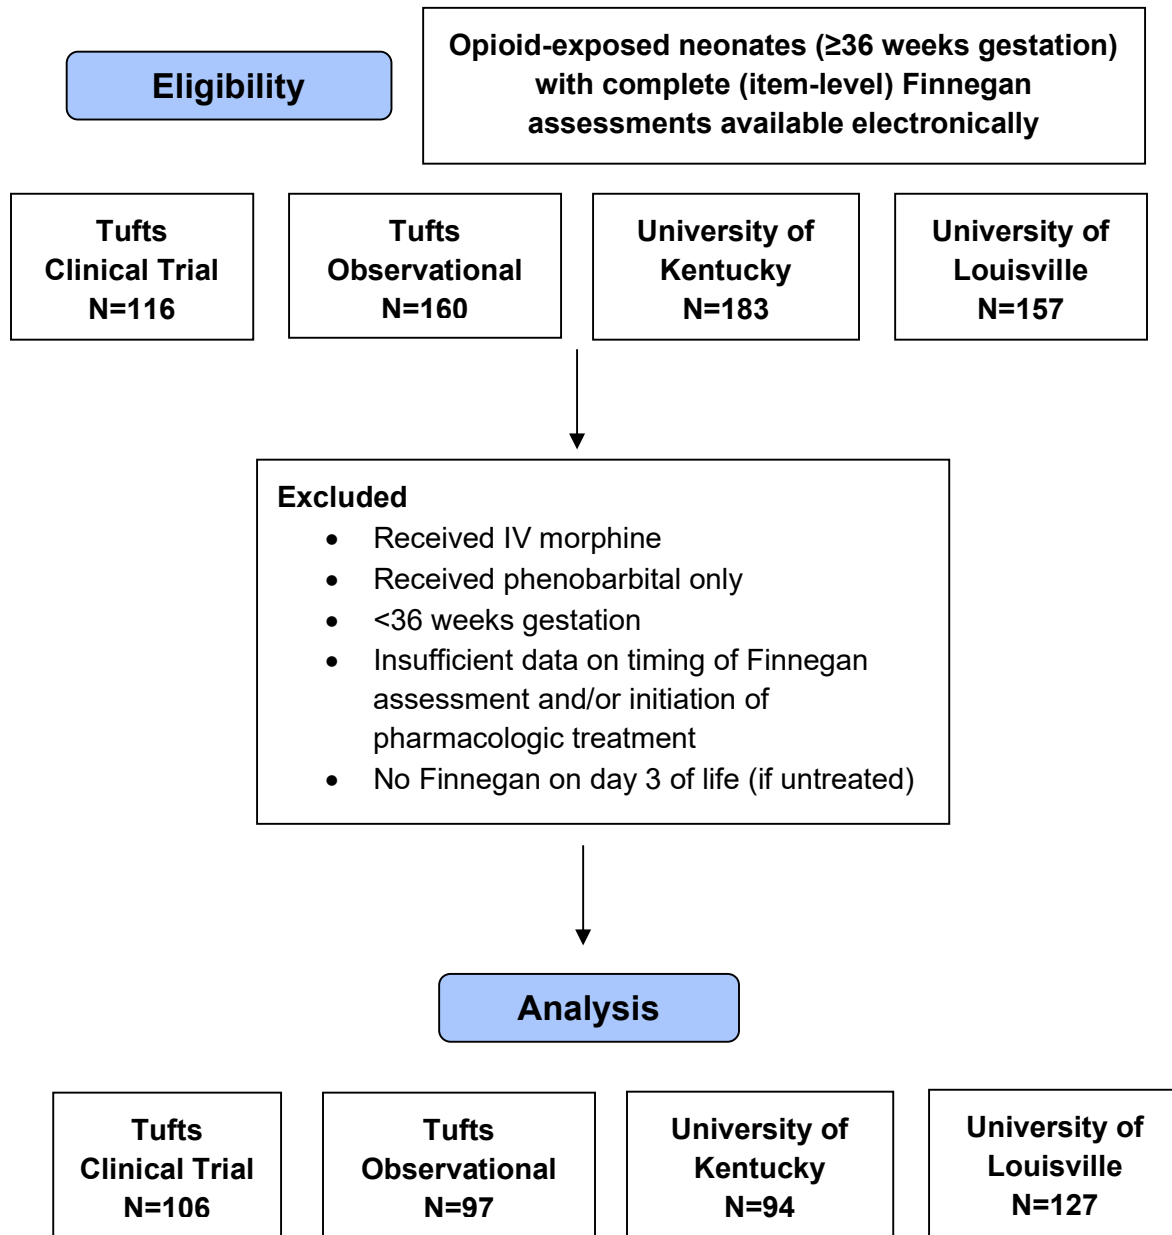 Eligibility
Opioid-exposed neonates (≥36 weeks gestation)
with complete (item-level) Finnegan
assessments available electronically
Tufts
Clinical Trial
N=116
Tufts
Observational
N=160
University of
Kentucky
N=183
University of
Louisville
N=157
Excluded
• Received IV morphine
• Received phenobarbital only
• <36 weeks gestation
• Insufficient data on timing of Finnegan
assessment and/or initiation of
pharmacologic treatment
• No Finnegan on day 3 of life (if untreated)
Analysis
Tufts
Clinical Trial
N=106
Tufts
Observational
N=97
University of
Kentucky
N=94
University of
Louisville
N=127